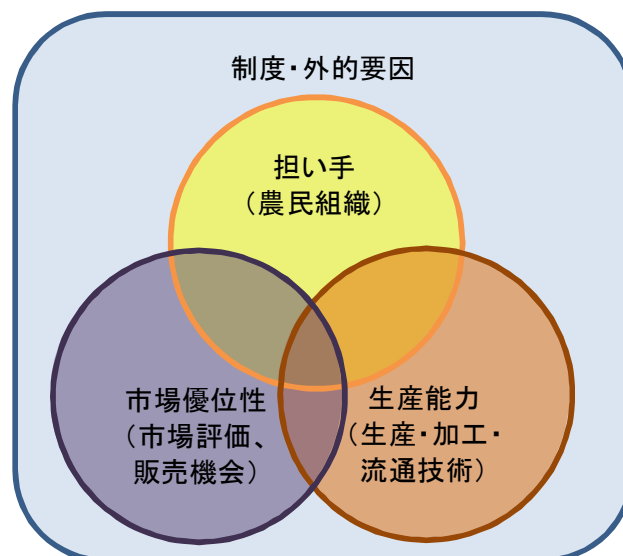 制度・外的要因
担い手
（農民組織）
市場優位性
（市場評価、
販売機会）
生産能力
（生産・加工・
流通技術）